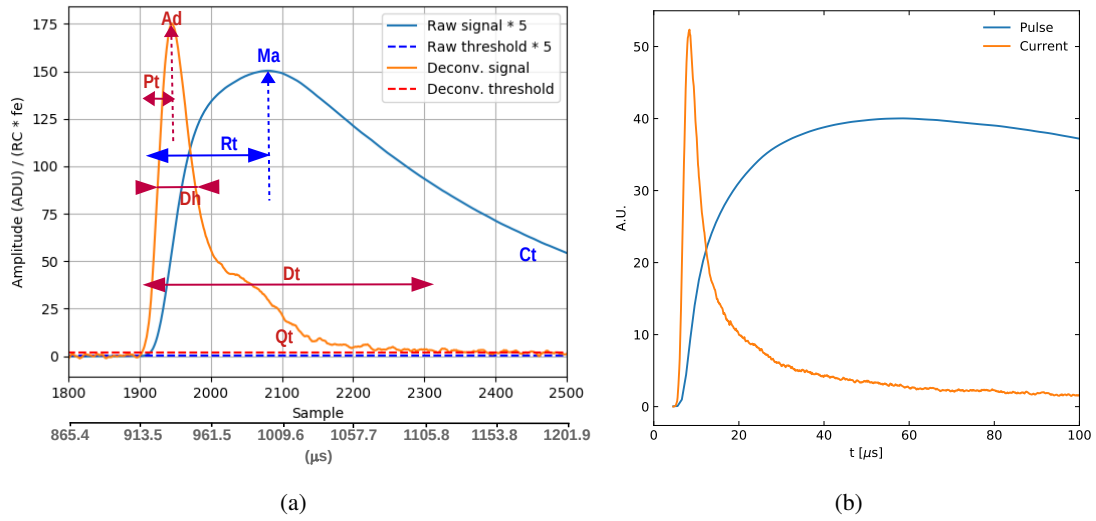 Amplitude (ADU) / (RC * fe)
175
150
125
100
75
50
25
0
Ad
Pt
Ma
Rt
Dh
Dt
Ct
Qt
Raw signal * 5
Raw threshold * 5
Deconv. signal
Deconv. threshold
1800 1900 2000 2100 2200 2300 2400 2500
Sample
865.4 913.5 961.5 1009.6 1057.7 1105.8 1153.8 1201.9
(μs)
(a)
A.U.
50
40
30
20
10
0
Pulse
Current
0 20 40 60 80 100
t [μs]
(b)